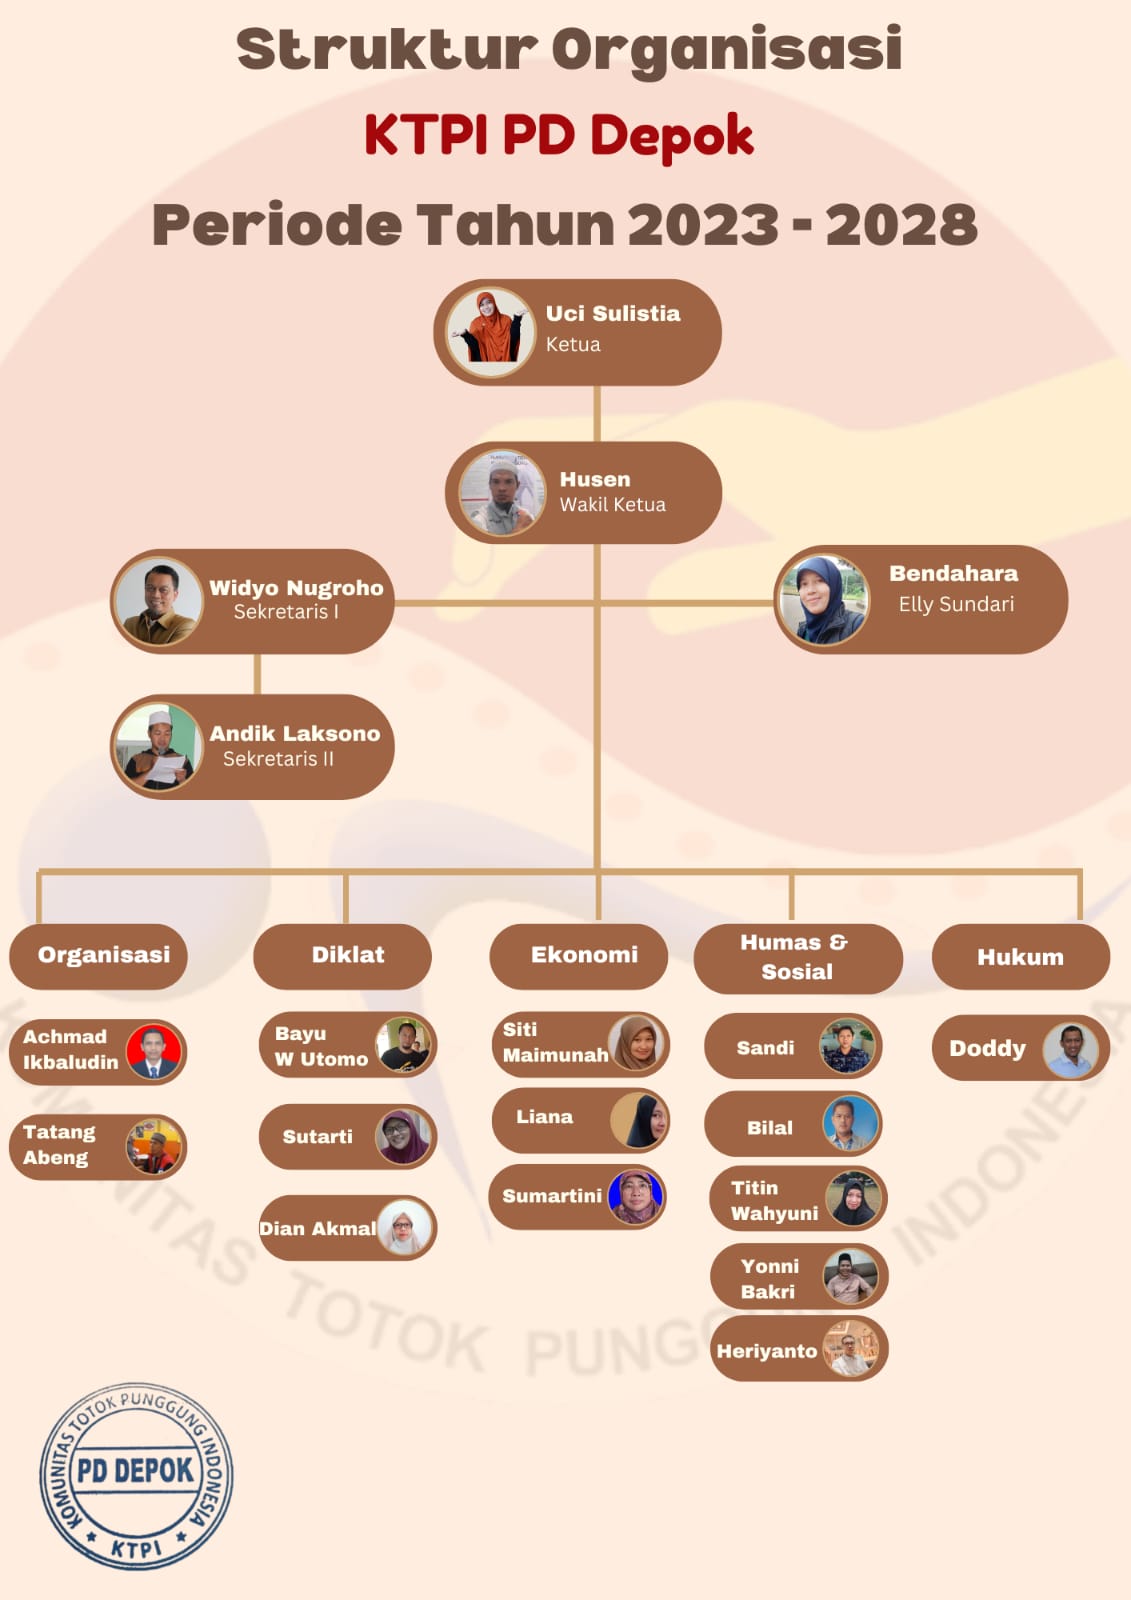 Struktur Organisasi
KTPI PD Depok
Periode Tahun 2023 - 2028
Uci Sulistia
Ketua
Husen
Wakil Ketua
Widyo Nugroho
Sekretaris I
Bendahara
Elly Sundari
Andik Laksono
Sekretaris II
Organisasi
Diklat
Ekonomi
Humas &
Sosial
Hukum
Achmad
Ikbaludin
Tatang
Abeng
Bayu
W Utomo
Sutarti
Dian Akmal
Siti
Maimunah
Liana
Sumartini
Sandi
Bilal
Titin
Wahyuni
Yonni
Bakri
Heriyanto
Doddy
TOTOK
INDONESIA
KOMUNITAS TOTOK PUNGGUNG INDONESIA
PD DEPOK
KTPI